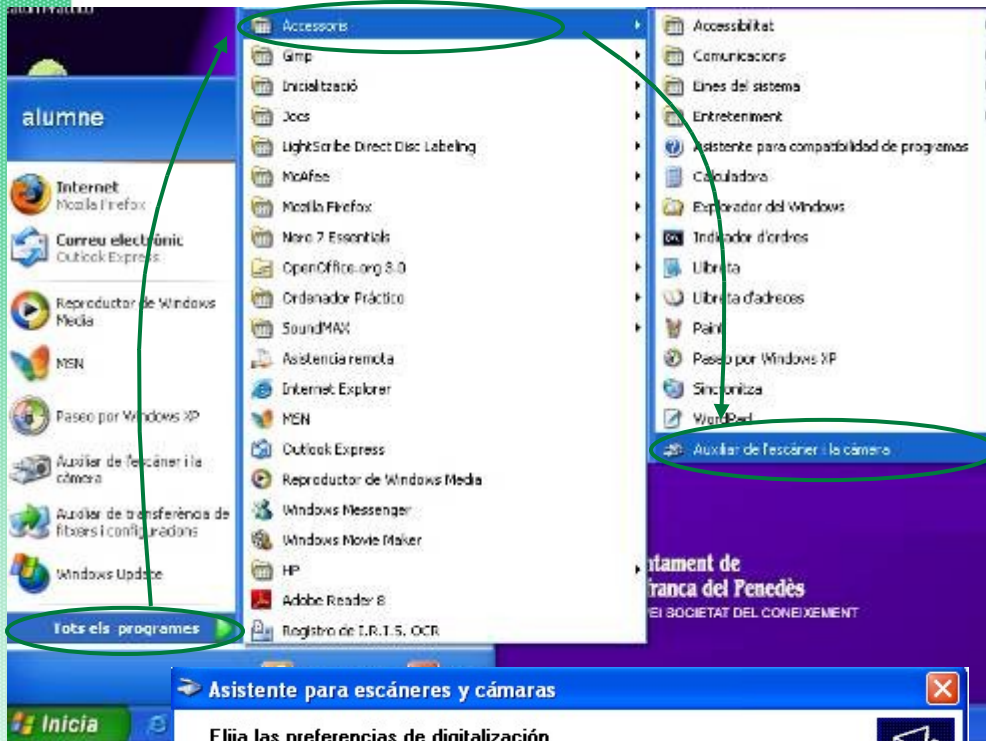 alumne
Internet
Mozilla Firefox
Correu electrònic
Outlook Express
Reproductor de Windows
Media
MSN
Paseo por Windows XP
Auxiliar de l'escàner i la
càmera
Auxiliar de transferència de
fitxers i configuracions
Windows Update
Tots els programes
Inicia
Accessoris
Gimp
Inicialització
Jocs
LightScribe Direct Disc Labeling
McAfee
Mozilla Firefox
Nero 7 Essentials
OpenOffice.org 3.0
Ordenador Práctico
SoundMAX
Asistencia remota
Internet Explorer
MSN
Outlook Express
Reproductor de Windows Media
Windows Messenger
Windows Movie Maker
HP
Adobe Reader 8
Registro de I.R.I.S. OCR
Accessibilitat
Comunicacions
Eines del sistema
Entreteniment
Asistente para compatibilidad de programas
Calculadora
Explorador del Windows
Indicador d'ordres
Llibreta
Llibreta d'adreces
Paint
Paseo por Windows XP
Sincronitza
WordPad
Auxiliar de l'escàner i la càmera
ntament de
franca del Penedès
EI SOCIETAT DEL CONEIXEMENT
Asistente para escáneres y cámaras
Elija las preferencias de digitalización